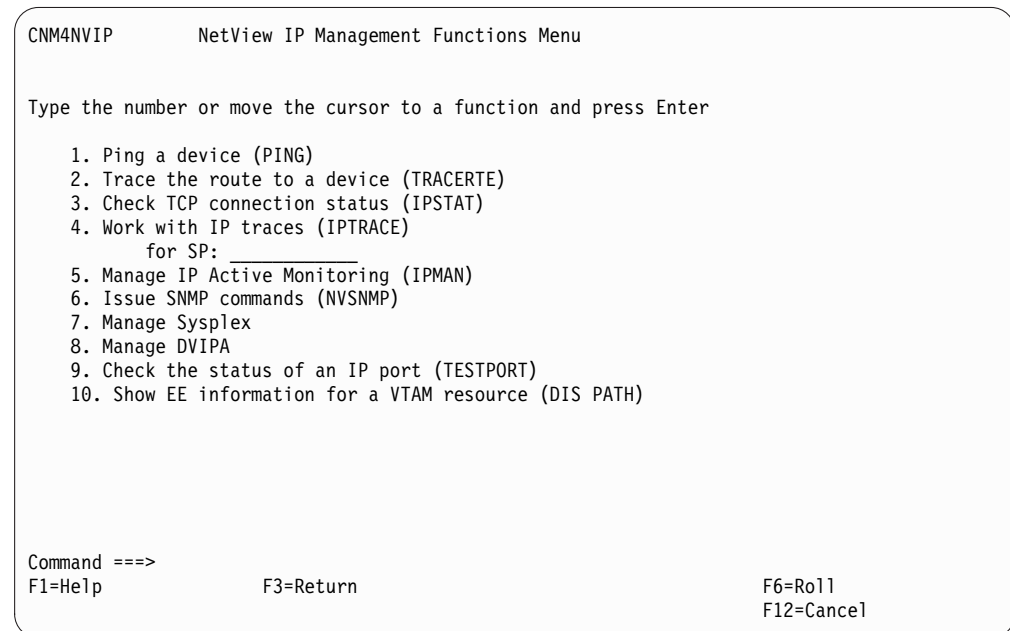 CNM4NVIP NetView IP Management Functions Menu
Type the number or move the cursor to a function and press Enter
1. Ping a device (PING)
2. Trace the route to a device (TRACERTE)
3. Check TCP connection status (IPSTAT)
4. Work with IP traces (IPTRACE)
for SP: ____________
5. Manage IP Active Monitoring (IPMAN)
6. Issue SNMP commands (NVSNMP)
7. Manage Sysplex
8. Manage DVIPA
9. Check the status of an IP port (TESTPORT)
10. Show EE information for a VTAM resource (DIS PATH)
Command ===>
F1=Help F3=Return F6=Roll
F12=Cancel